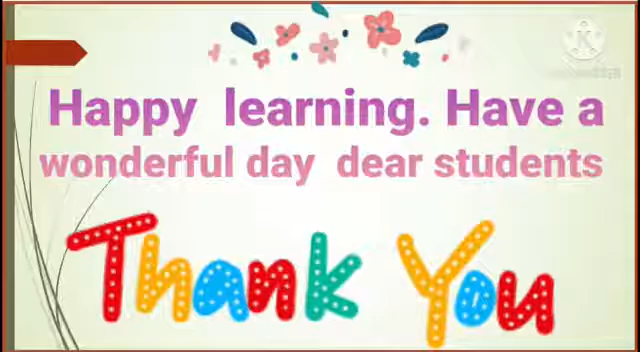 Happy learning. Have a
wonderful day dear students
Thank You